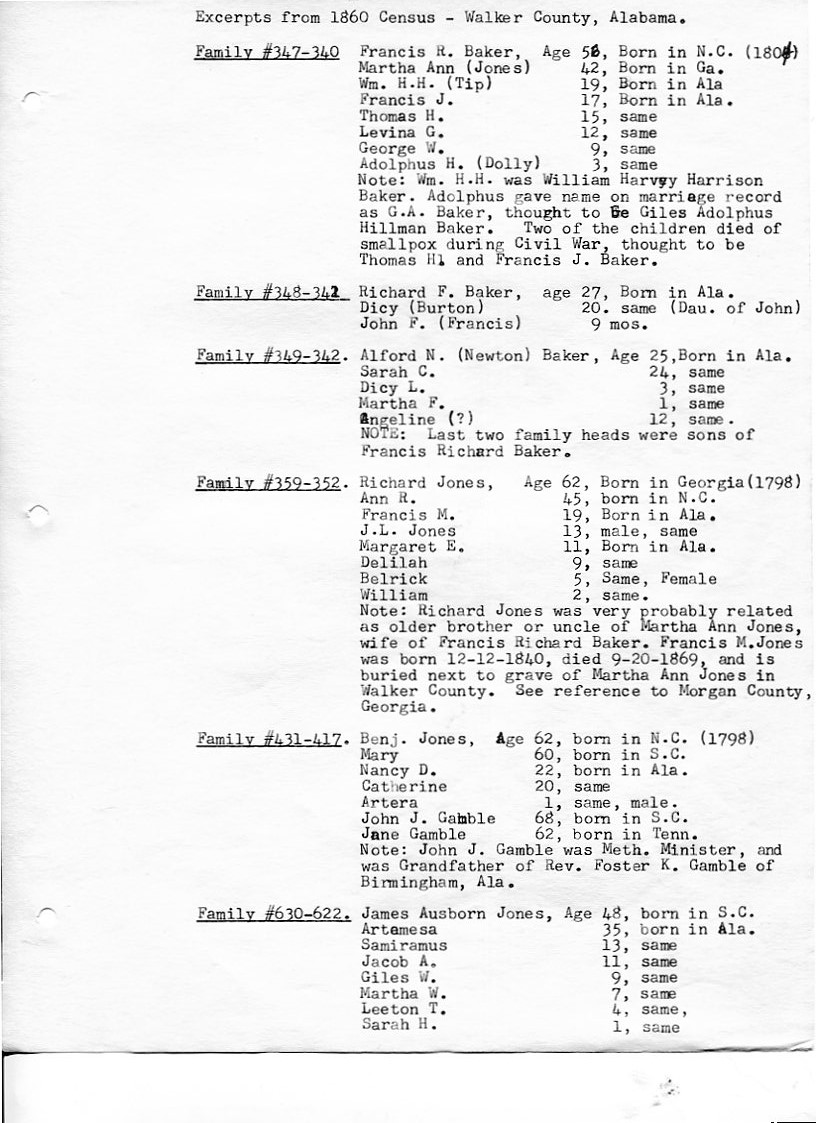 Excerpts from 1860 Census - Walker County, Alabama.
Family #347-340 Francis R. Baker, Age 56, Born in N.C. (1804)
Martha Ann (Jones) 42, Born in Ga.
Wm. H.H. (Tip) 19, Born in Ala
Francis J. 17, Born in Ala.
Thomas H. 15, same
Levina G. 12, same
George W. 9, same
Adolphus H. (Dolly) 3, same
Note: Wm. H.H. was William Harvey Harrison
Baker. Adolphus gave name on marriage record
as G.A. Baker, thought to Be Giles Adolphus
Hillman Baker. Two of the children died of
smallpox during Civil War, thought to be
Thomas Hl and Francis J. Baker.
Family #348-341 Richard F. Baker, age 27, Born in Ala.
Dicy (Burton) 20. same (Dau. of John)
John F. (Francis) 9 mos.
Family #349-342. Alford N. (Newton) Baker, Age 25,Born in Ala.
Sarah C. 24, same
Dicy L. 3, same
Martha F. 1, same
Angeline (?) 12, same.
NOTE: Last two family heads were sons of
Francis Richard Baker.
Family #359-352. Richard Jones, Age 62, Born in Georgia(1798)
Ann R. 45, born in N.C.
Francis M. 19, Born in Ala.
J.L. Jones 13, male, same
Margaret E. 11, Born in Ala.
Delilah 9, same
Belrick 5, Same, Female
William 2, same.
Note: Richard Jones was very probably related
as older brother or uncle of Martha Ann Jones,
wife of Francis Richard Baker. Francis M.Jones
was born 12-12-1840, died 9-20-1869, and is
buried next to grave of Martha Ann Jones in
Walker County. See reference to Morgan County,
Georgia.
Family #431-417. Benj. Jones, Age 62, born in N.C. (1798)
Mary 60, born in S.C.
Nancy D. 22, born in Ala.
Catherine 20, same
Artera 1, same, male.
John J. Gamble 68, born in S.C.
Jane Gamble 62, born in Tenn.
Note: John J. Gamble was Meth. Minister, and
was Grandfather of Rev. Foster K. Gamble of
Birmingham, Ala.
Family #630-622. James Ausborn Jones, Age 48, born in S.C.
Artemesa 35, born in Ala.
Samiramus 13, same
Jacob A. 11, same
Giles W. 9, same
Martha W. 7, same
Leeton T. 4, same,
Sarah H. 1, same